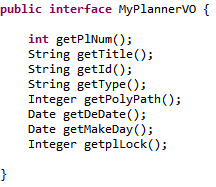 public interface MyPlannerVO {
int getPlNum();
String getTitle();
String getId();
String getType();
Integer getPolyPath();
Date getDeDate();
Date getMakeDay();
Integer getplLock();
}